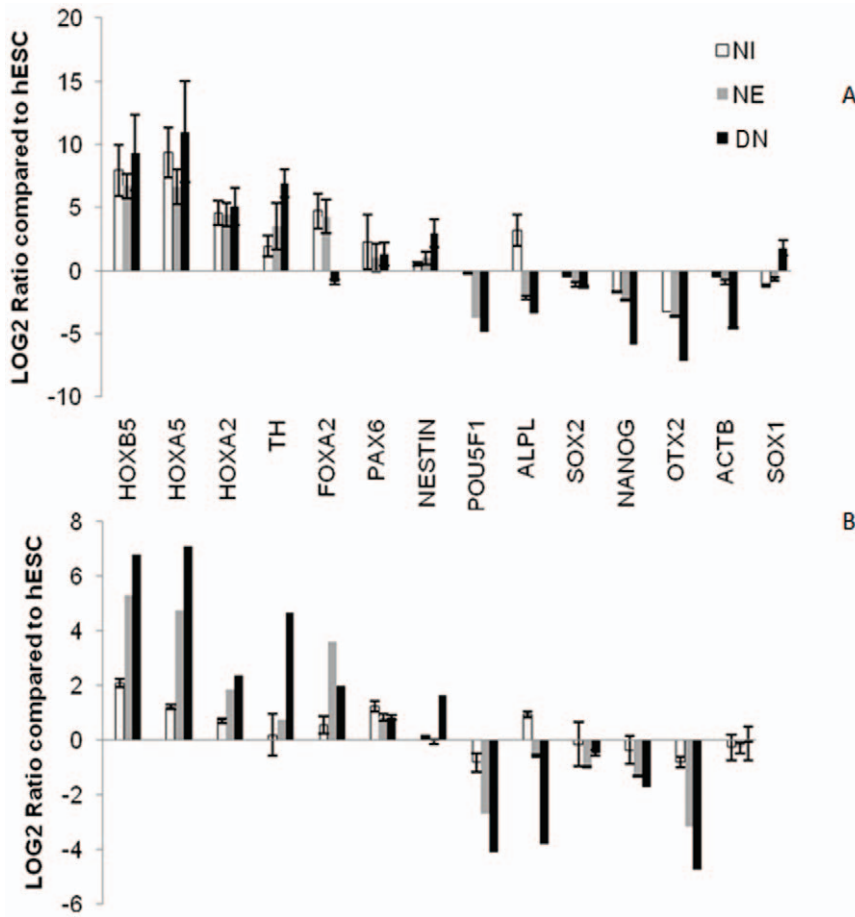 20
15
10
5
0
-5
-10
LOG2 Ratio compared to hESC
NI
NE
DN
A
HOXB5
HOXA5
HOXA2
TH
FOXA2
PAX6
NESTIN
POU5F1
ALPL
SOX2
NANOG
OTX2
ACTB
SOX1
B
8
6
4
2
0
-2
-4
-6
LOG2 Ratio compared to hESC